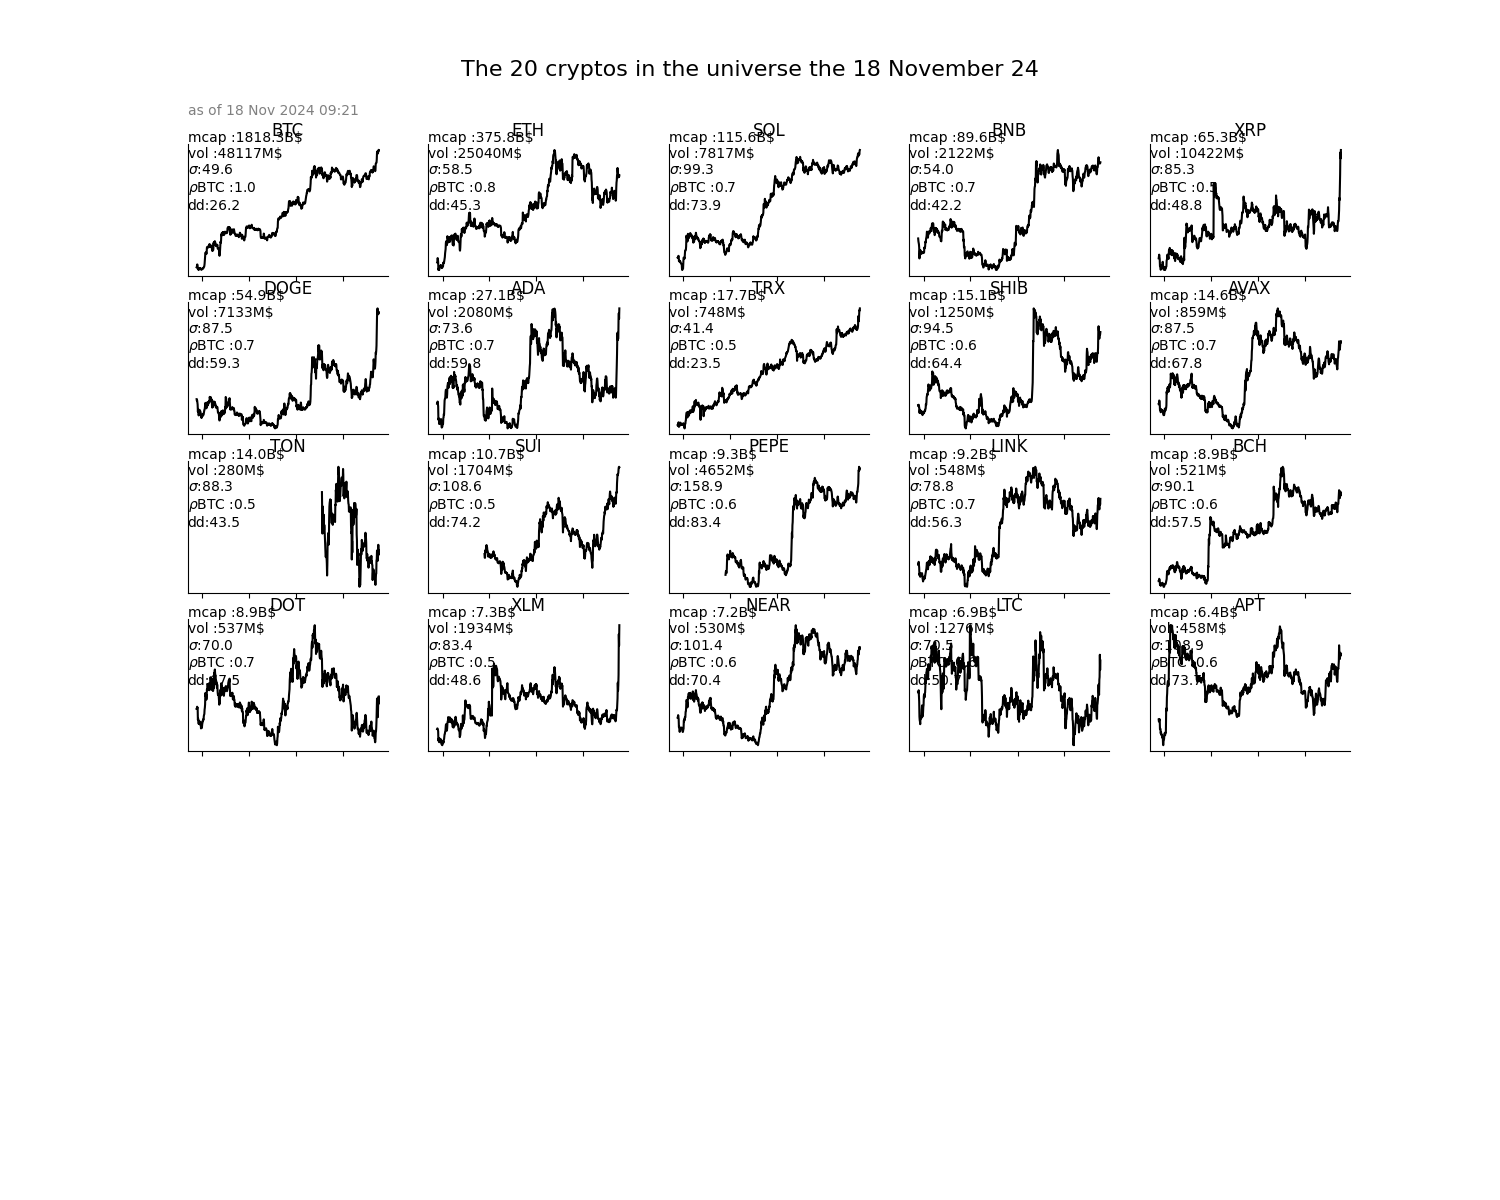 The 20 cryptos in the universe the 18 November 24
as of 18 Nov 2024 09:21
BTC
mcap :1818.3B$
vol :48117M$
σ:49.6
ρBTC :1.0
dd:26.2
ETH
mcap :375.8B$
vol :25040M$
σ:58.5
ρBTC :0.8
dd:45.3
SOL
mcap :115.6B$
vol :7817M$
σ:99.3
ρBTC :0.7
dd:73.9
BNB
mcap :89.6B$
vol :2122M$
σ:54.0
ρBTC :0.7
dd:42.2
XRP
mcap :65.3B$
vol :10422M$
σ:85.3
ρBTC :0.5
dd:48.8
DOGE
mcap :54.9B$
vol :7133M$
σ:87.5
ρBTC :0.7
dd:59.3
ADA
mcap :27.1B$
vol :2080M$
σ:73.6
ρBTC :0.7
dd:59.8
TRX
mcap :17.7B$
vol :748M$
σ:41.4
ρBTC :0.5
dd:23.5
SHIB
mcap :15.1B$
vol :1250M$
σ:94.5
ρBTC :0.6
dd:64.4
AVAX
mcap :14.6B$
vol :859M$
σ:87.5
ρBTC :0.7
dd:67.8
TON
mcap :14.0B$
vol :280M$
σ:88.3
ρBTC :0.5
dd:43.5
SUI
mcap :10.7B$
vol :1704M$
σ:108.6
ρBTC :0.5
dd:74.2
PEPE
mcap :9.3B$
vol :4652M$
σ:158.9
ρBTC :0.6
dd:83.4
LINK
mcap :9.2B$
vol :548M$
σ:78.8
ρBTC :0.7
dd:56.3
BCH
mcap :8.9B$
vol :521M$
σ:90.1
ρBTC :0.6
dd:57.5
DOT
mcap :8.9B$
vol :537M$
σ:70.0
ρBTC :0.7
XLM
mcap :7.3B$
vol :1934M$
σ:83.4
ρBTC :0.5
dd:48.6
NEAR
mcap :7.2B$
vol :530M$
σ:101.4
ρBTC :0.6
dd:70.4
LTC
mcap :6.9B$
vol :1276M$
APT
mcap :6.4B$
vol :458M$
σ:108.9
ρBTC :0.6